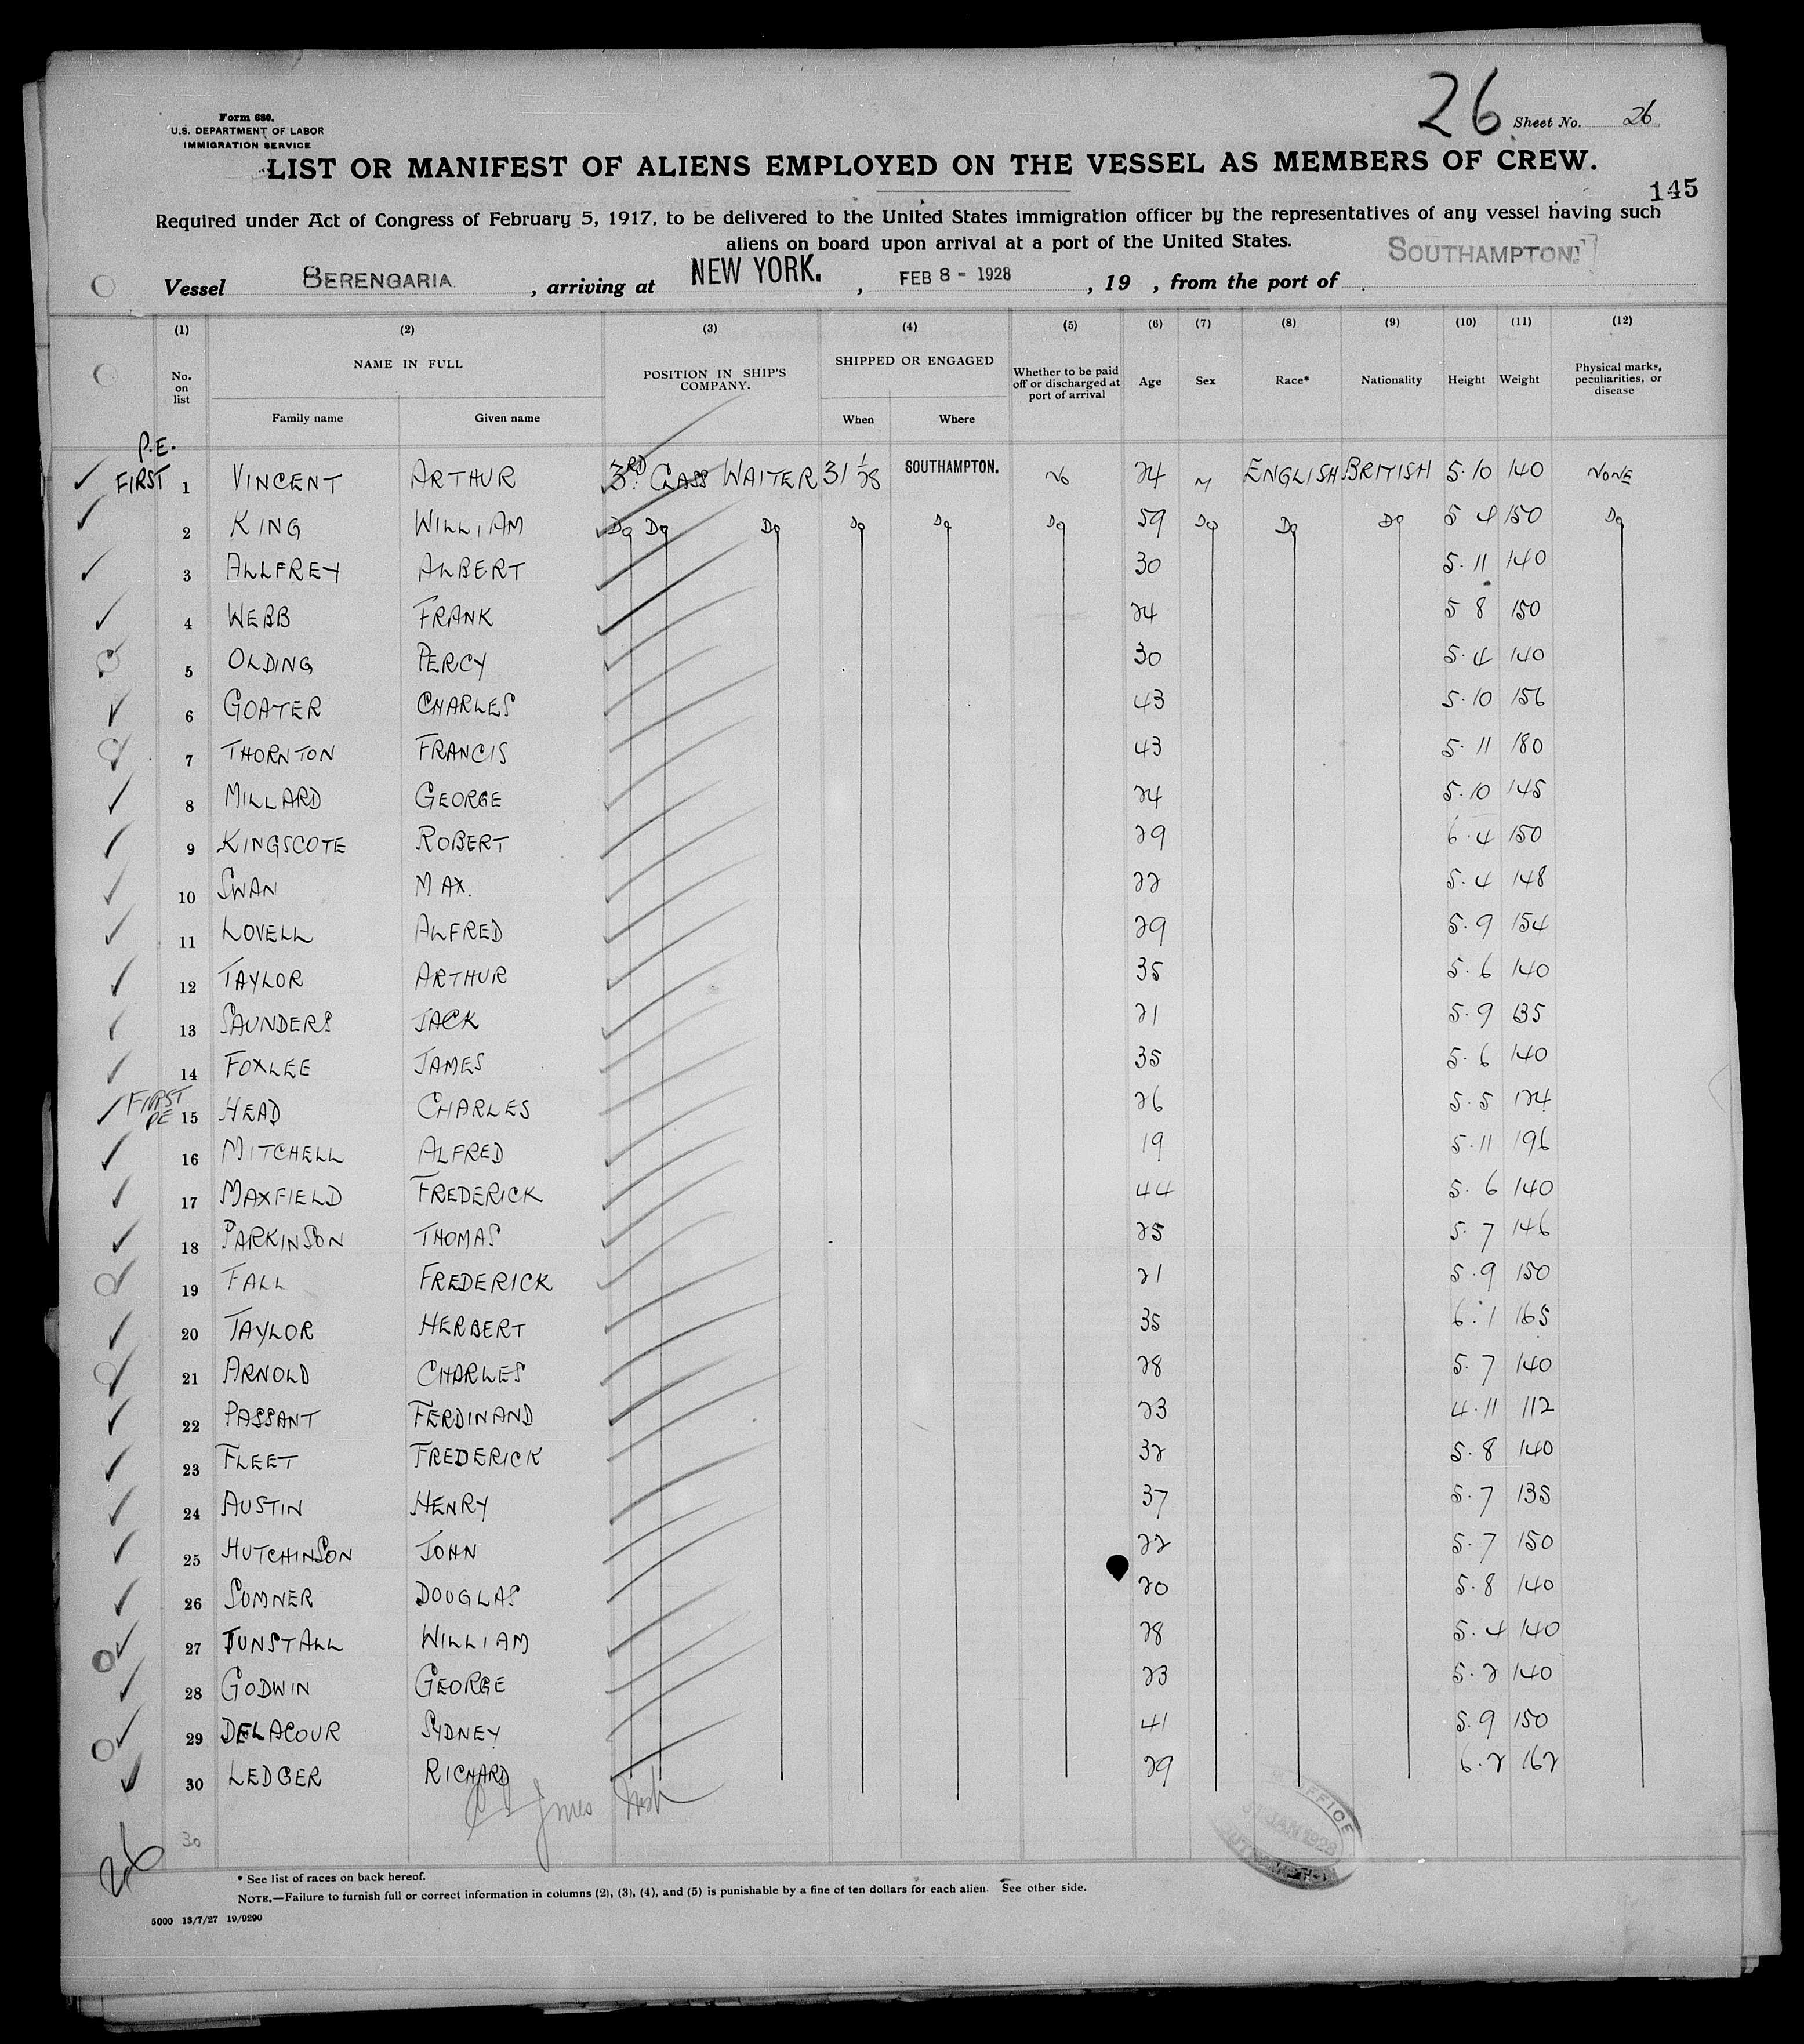 26 Sheet No. 26
Form 680.
U.S. DEPARTMENT OF LABOR
IMMIGRATION SERVICE
LIST OR MANIFEST OF ALIENS EMPLOYED ON THE VESSEL AS MEMBERS OF CREW.
145
Required under Act of Congress of February 5, 1917, to be delivered to the United States immigration officer by the representatives of any vessel having such
aliens on board upon arrival at a port of the United States.
Vessel BERENGARIA, arriving at NEW YORK., FEB 8 - 1928, 19 , from the port of SOUTHAMPTON
(1) (2) (3) (4) (5) (6) (7) (8) (9) (10) (11) (12)
No. on list NAME IN FULL Family name Given name POSITION IN SHIP'S COMPANY. SHIPPED OR ENGAGED When Where Whether to be paid off or discharged at port of arrival Age Sex Race* Nationality Height Weight Physical marks, peculiarities, or disease
P.E.
FIRST 1 VINCENT ARTHUR 3RD CLASS WAITER 31 1/28 SOUTHAMPTON. No 24 M ENGLISH BRITISH 5.10 140 NONE
2 KING WILLIAM Do Do Do Do Do Do 59 Do Do Do 5 4 150 Do
3 ALLFREY ALBERT 30 5.11 140
4 WEBB FRANK 24 5 8 150
5 OLDING PERCY 30 5.4 140
6 GOATER CHARLES 43 5.10 156
7 THORNTON FRANCIS 43 5.11 180
8 MILLARD GEORGE 24 5.10 145
9 KINGSCOTE ROBERT 29 6.4 150
10 SWAN MAX. 22 5.4 148
11 LOVELL ALFRED 29 5.9 154
12 TAYLOR ARTHUR 35 5.6 140
13 SAUNDERS JACK 21 5.9 135
14 FOXLEE JAMES 35 5.6 140
FIRST PE 15 HEAD CHARLES 26 5.5 124
16 MITCHELL ALFRED 19 5.11 196
17 MAXFIELD FREDERICK 44 5.6 140
18 PARKINSON THOMAS 25 5.7 146
19 FALL FREDERICK 21 5.9 150
20 TAYLOR HERBERT 35 6.1 165
21 ARNOLD CHARLES 28 5.7 140
22 PASSANT FERDINAND 23 4.11 112
23 FLEET FREDERICK 32 5.8 140
24 AUSTIN HENRY 37 5.7 135
25 HUTCHINSON JOHN 22 5.7 150
26 SUMNER DOUGLAS 20 5.8 140
27 TUNSTALL WILLIAM 28 5.4 140
28 GODWIN GEORGE 23 5.2 140
29 DELACOUR SYDNEY 41 5.9 150
30 LEDGER RICHARD 29 6.2 162
30
26
OFFICE
31 JAN 1928
SOUTHAMPTON
* See list of races on back hereof.
NOTE.—Failure to furnish full or correct information in columns (2), (3), (4), and (5) is punishable by a fine of ten dollars for each alien. See other side.
5000 13/7/27 19/9290